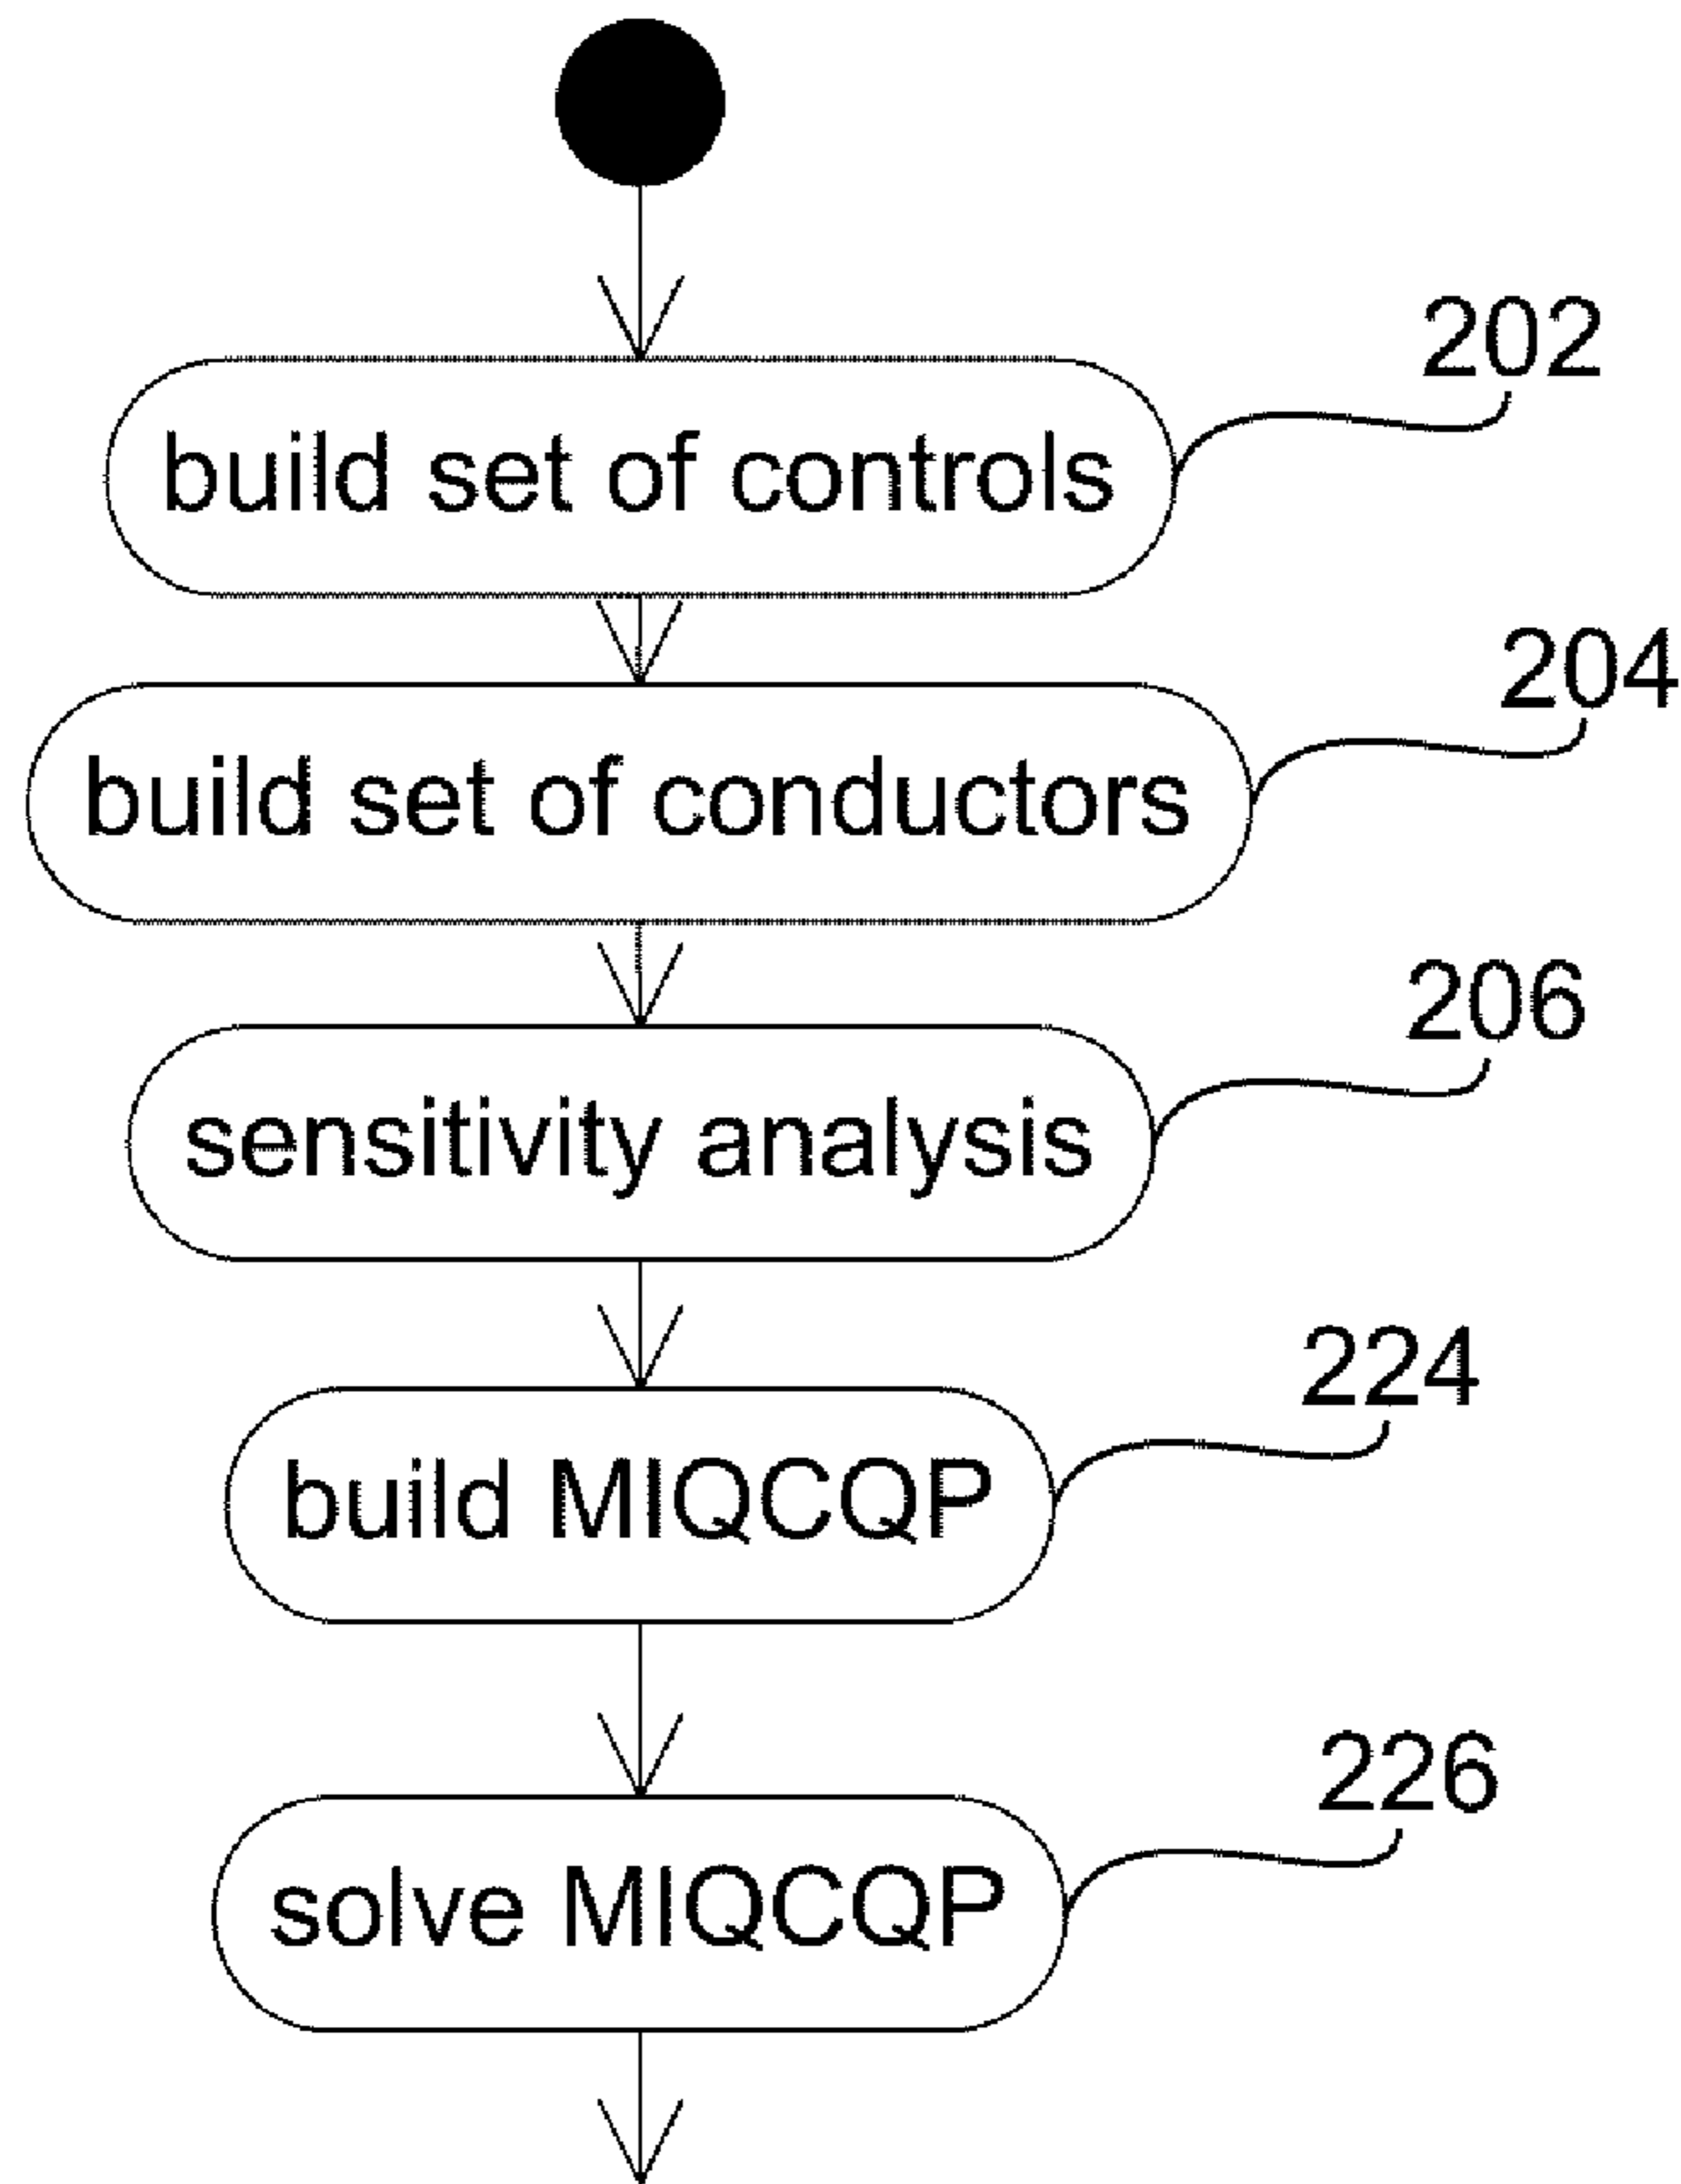 202
build set of controls
204
build set of conductors
206
sensitivity analysis
224
build MIQCQP
226
solve MIQCQP